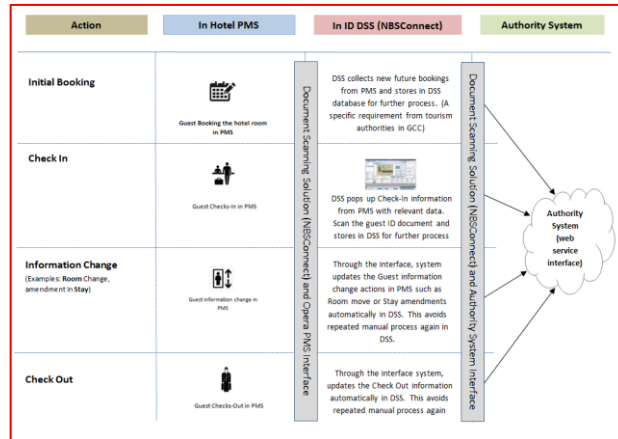 Action
In Hotel PMS
In ID DSS (NBSConnect)
Authority System
Initial Booking
Guest Booking the hotel room
in PMS
DSS collects new future bookings
from PMS and stores in DSS
database for further process. (A
specific requirement from tourism
authorities in GCC)
Check In
Guest Checks-In in PMS
DSS pops up Check-In information
from PMS with relevant data.
Scan the guest ID document and
stores in DSS for further process
Information Change
(Examples: Room Change,
amendment in Stay)
Guest information change in
PMS
Through the interface, system
updates the Guest information
change actions in PMS such as
Room move or Stay amendments
automatically in DSS. This avoids
repeated manual process again in
DSS.
Check Out
Guest Checks-Out in PMS
Through the interface system,
updates the Check Out information
automatically in DSS. This avoids
repeated manual process again
Document Scanning Solution (NBSConnect) and Opera PMS Interface
Document Scanning Solution (NBSConnect) and Authority System Interface
Authority
System
(web
service
interface)